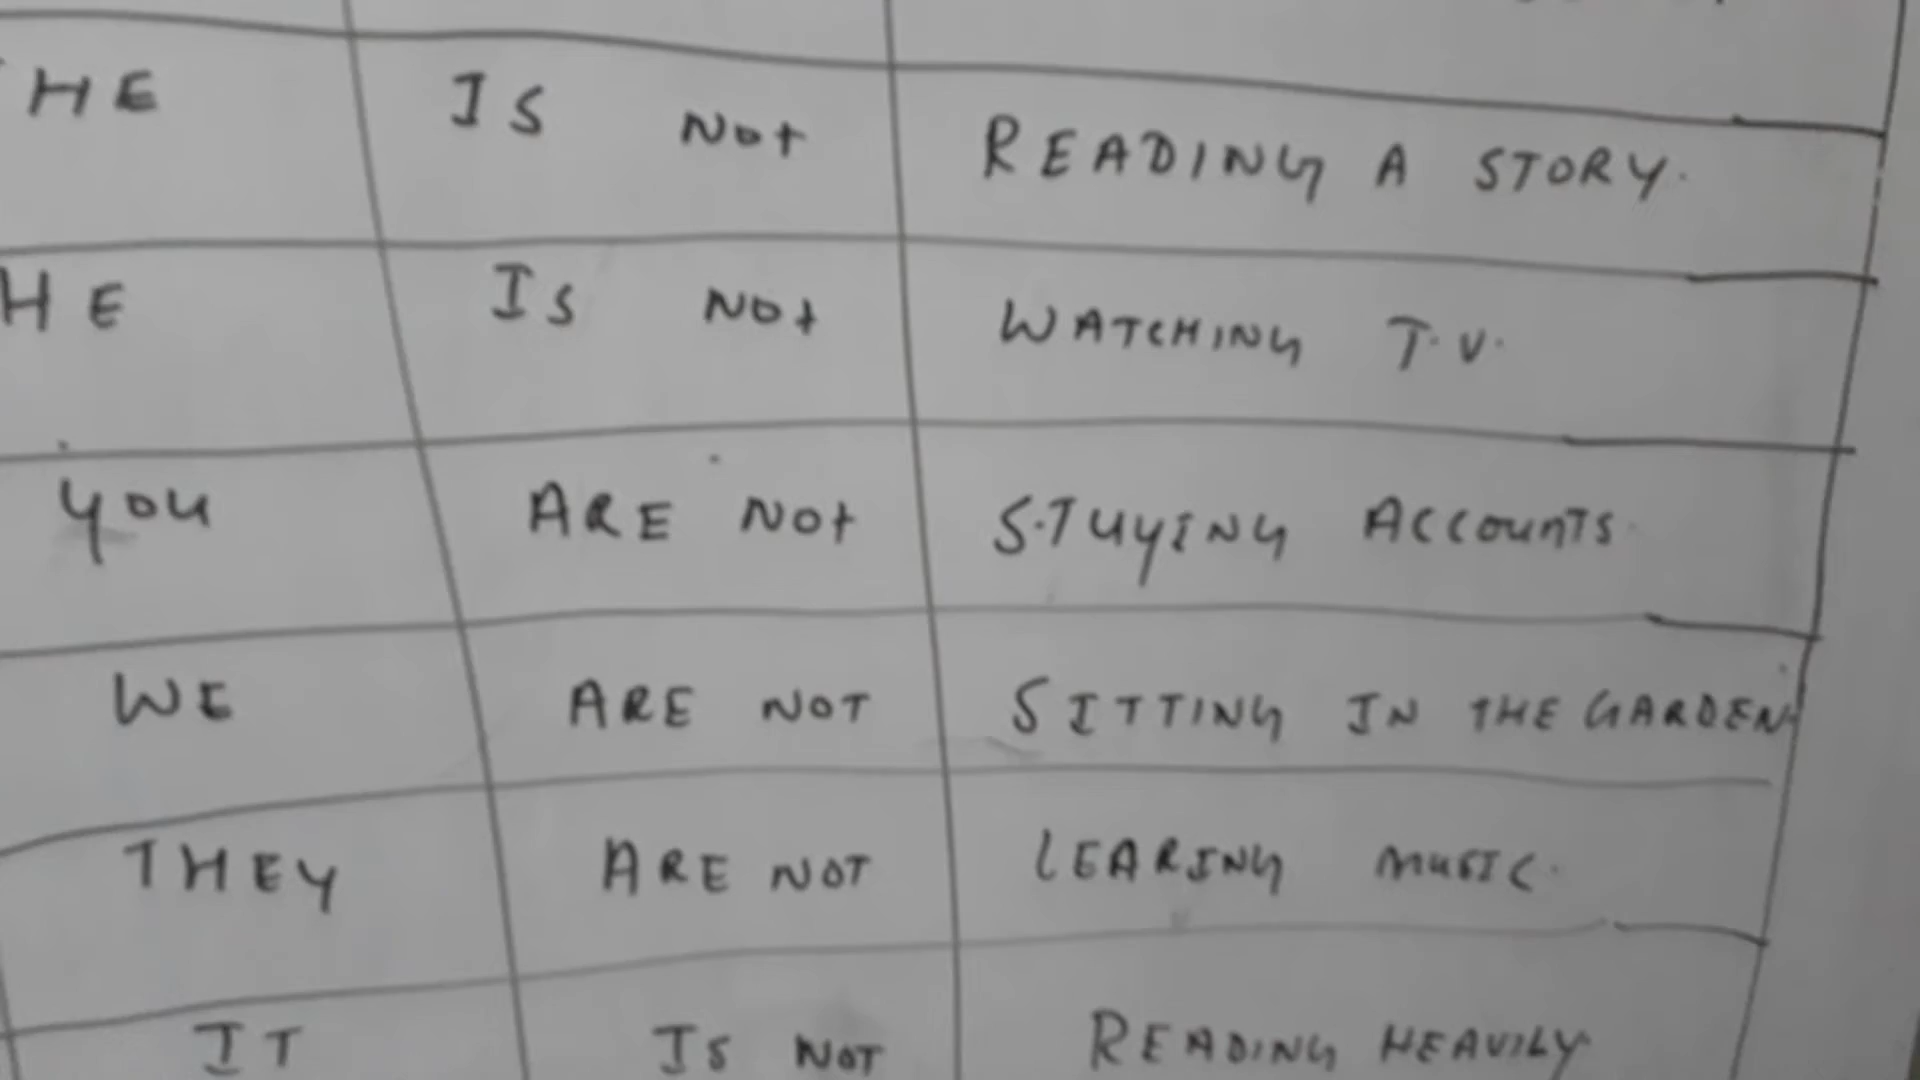 HE IS NOt READING A STORY.
HE IS NOt WATCHING T.V.
YOU ARE NOt STUYING ACCOUNTS
WE ARE NOT SITTING IN THE GARDEN
THEY ARE NOT LEARING MUSIC.
IT IS NOT READING HEAVILY